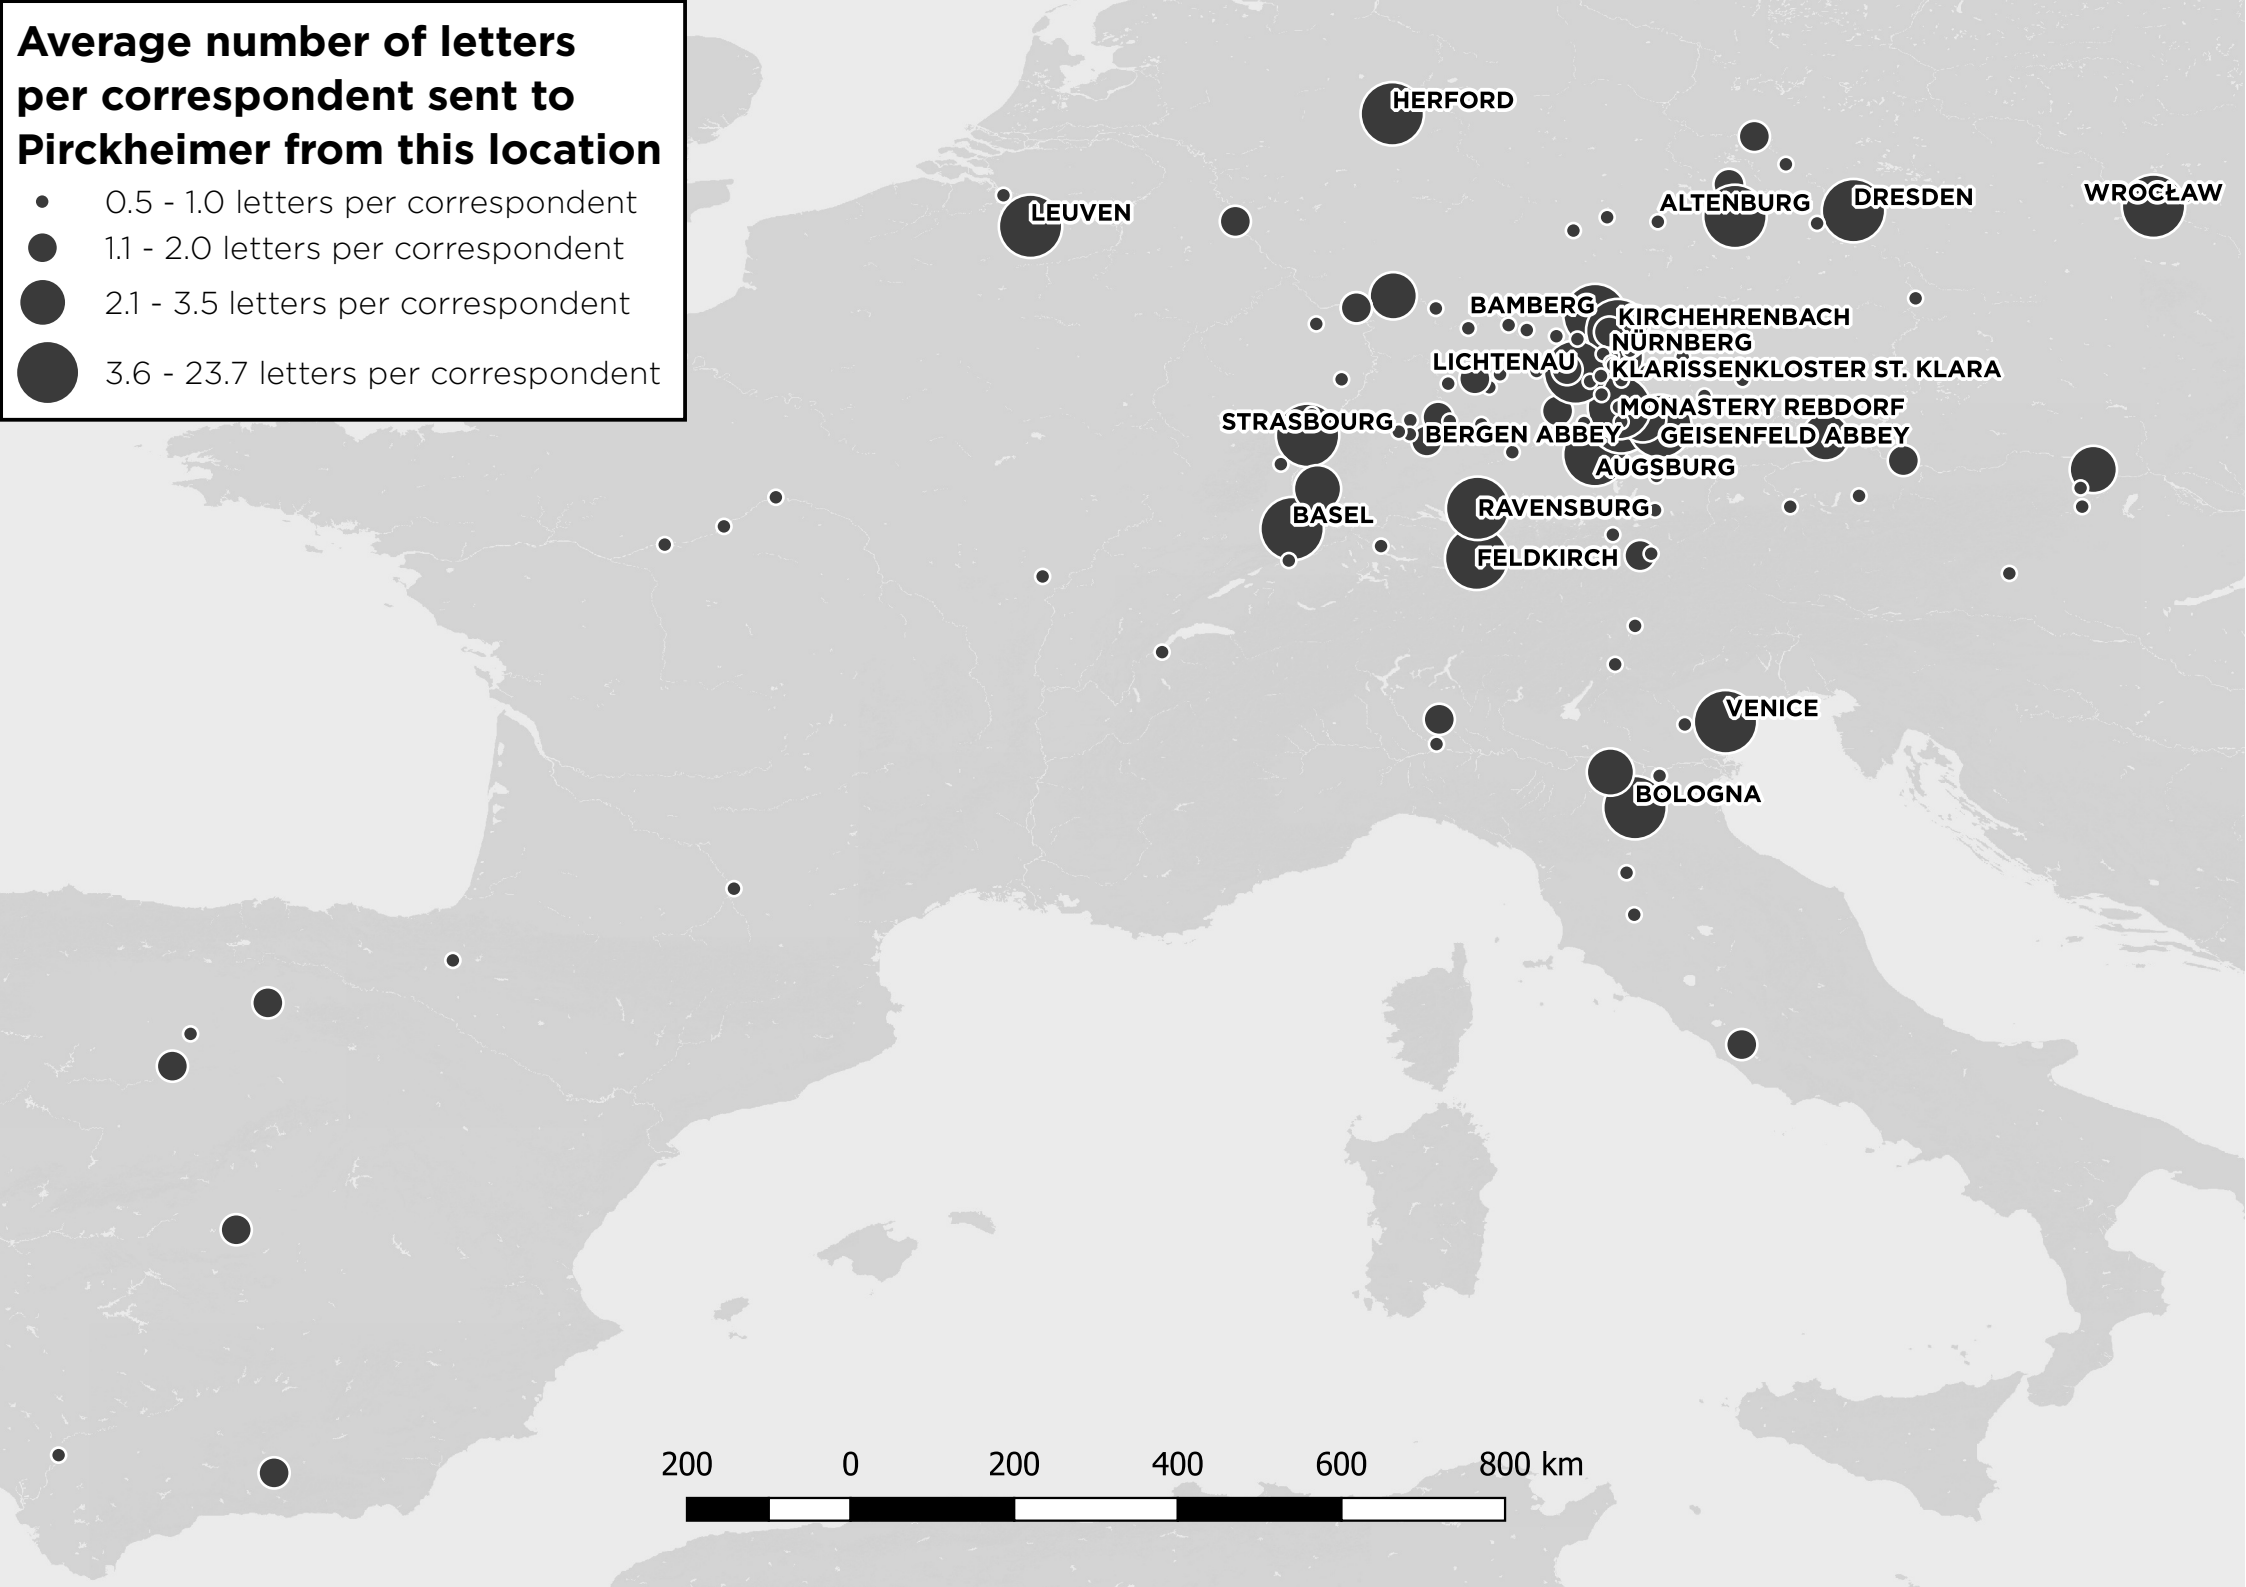 Average number of letters
per correspondent sent to
Pirckheimer from this location
0.5 - 1.0 letters per correspondent
1.1 - 2.0 letters per correspondent
2.1 - 3.5 letters per correspondent
3.6 - 23.7 letters per correspondent
HERFORD
LEUVEN
ALTENBURG
DRESDEN
WROCŁAW
BAMBERG
KIRCHEHRENBACH
NÜRNBERG
LICHTENAU
KLARISSENKLOSTER ST. KLARA
MONASTERY REBDORF
STRASBOURG
BERGEN ABBEY
GEISENFELD ABBEY
AUGSBURG
RAVENSBURG
BASEL
FELDKIRCH
VENICE
BOLOGNA
200 0 200 400 600 800 km